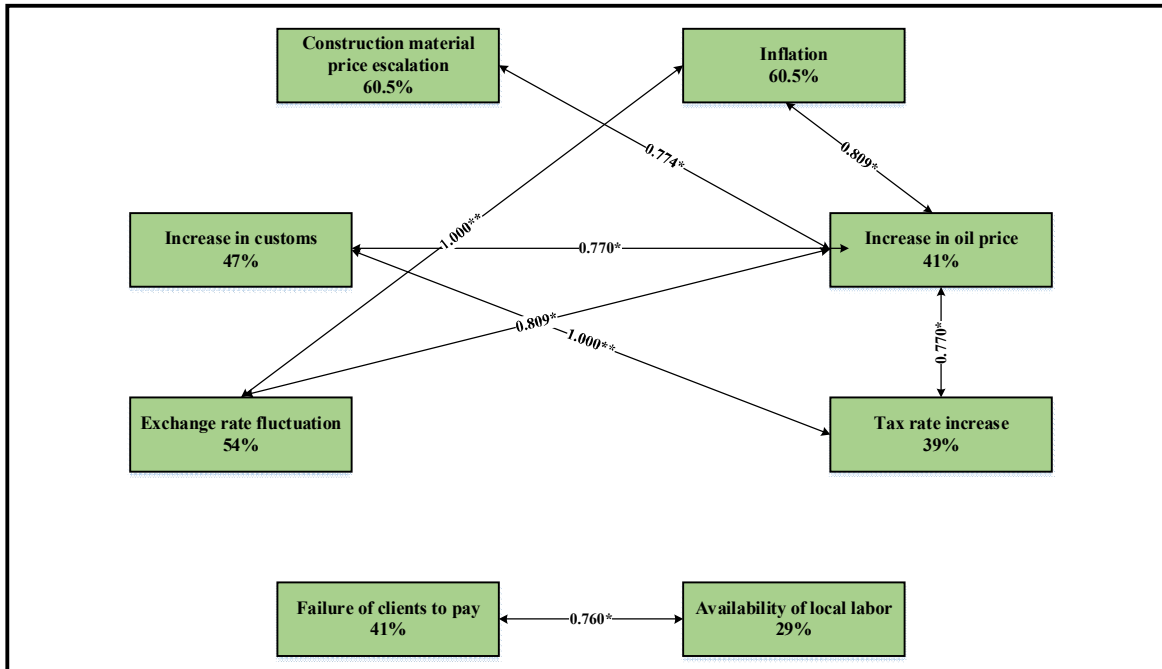 Construction material
price escalation
60.5%
Inflation
60.5%
0.774*
0.809*
1.000**
Increase in customs
47%
0.770*
Increase in oil price
41%
0.809*
1.000**
0.770*
Exchange rate fluctuation
54%
Tax rate increase
39%
Failure of clients to pay
41%
0.760*
Availability of local labor
29%